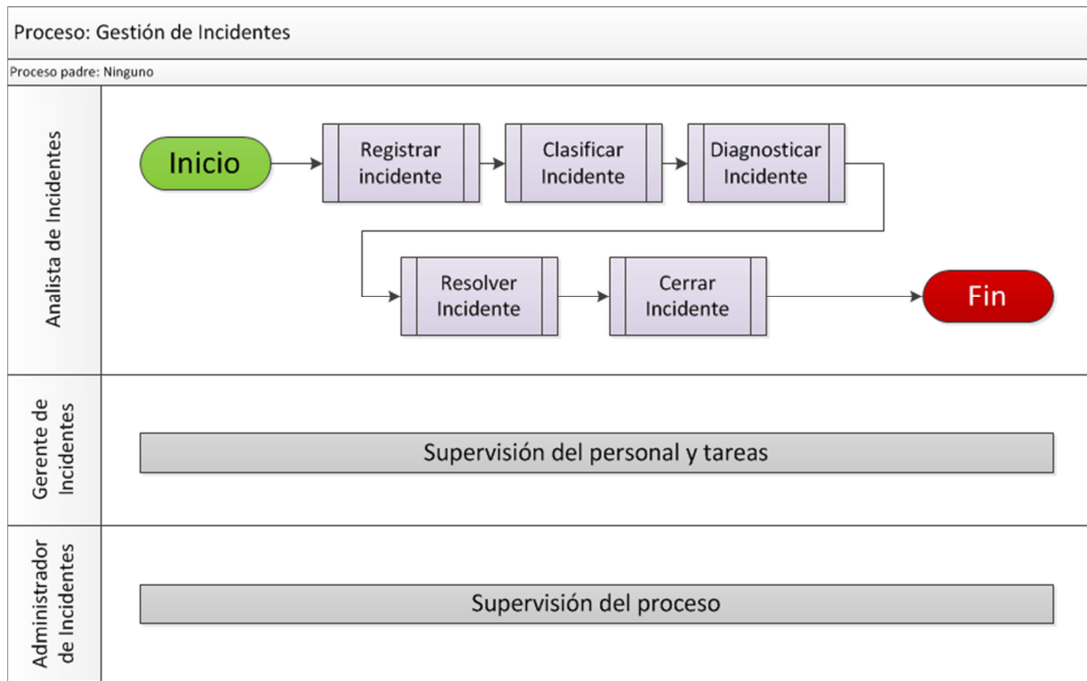 Proceso: Gestión de Incidentes
Proceso padre: Ninguno
Analista de Incidentes
Inicio
Registrar
incidente
Clasificar
Incidente
Diagnosticar
Incidente
Resolver
Incidente
Cerrar
Incidente
Fin
Gerente de
Incidentes
Supervisión del personal y tareas
Administrador
de Incidentes
Supervisión del proceso